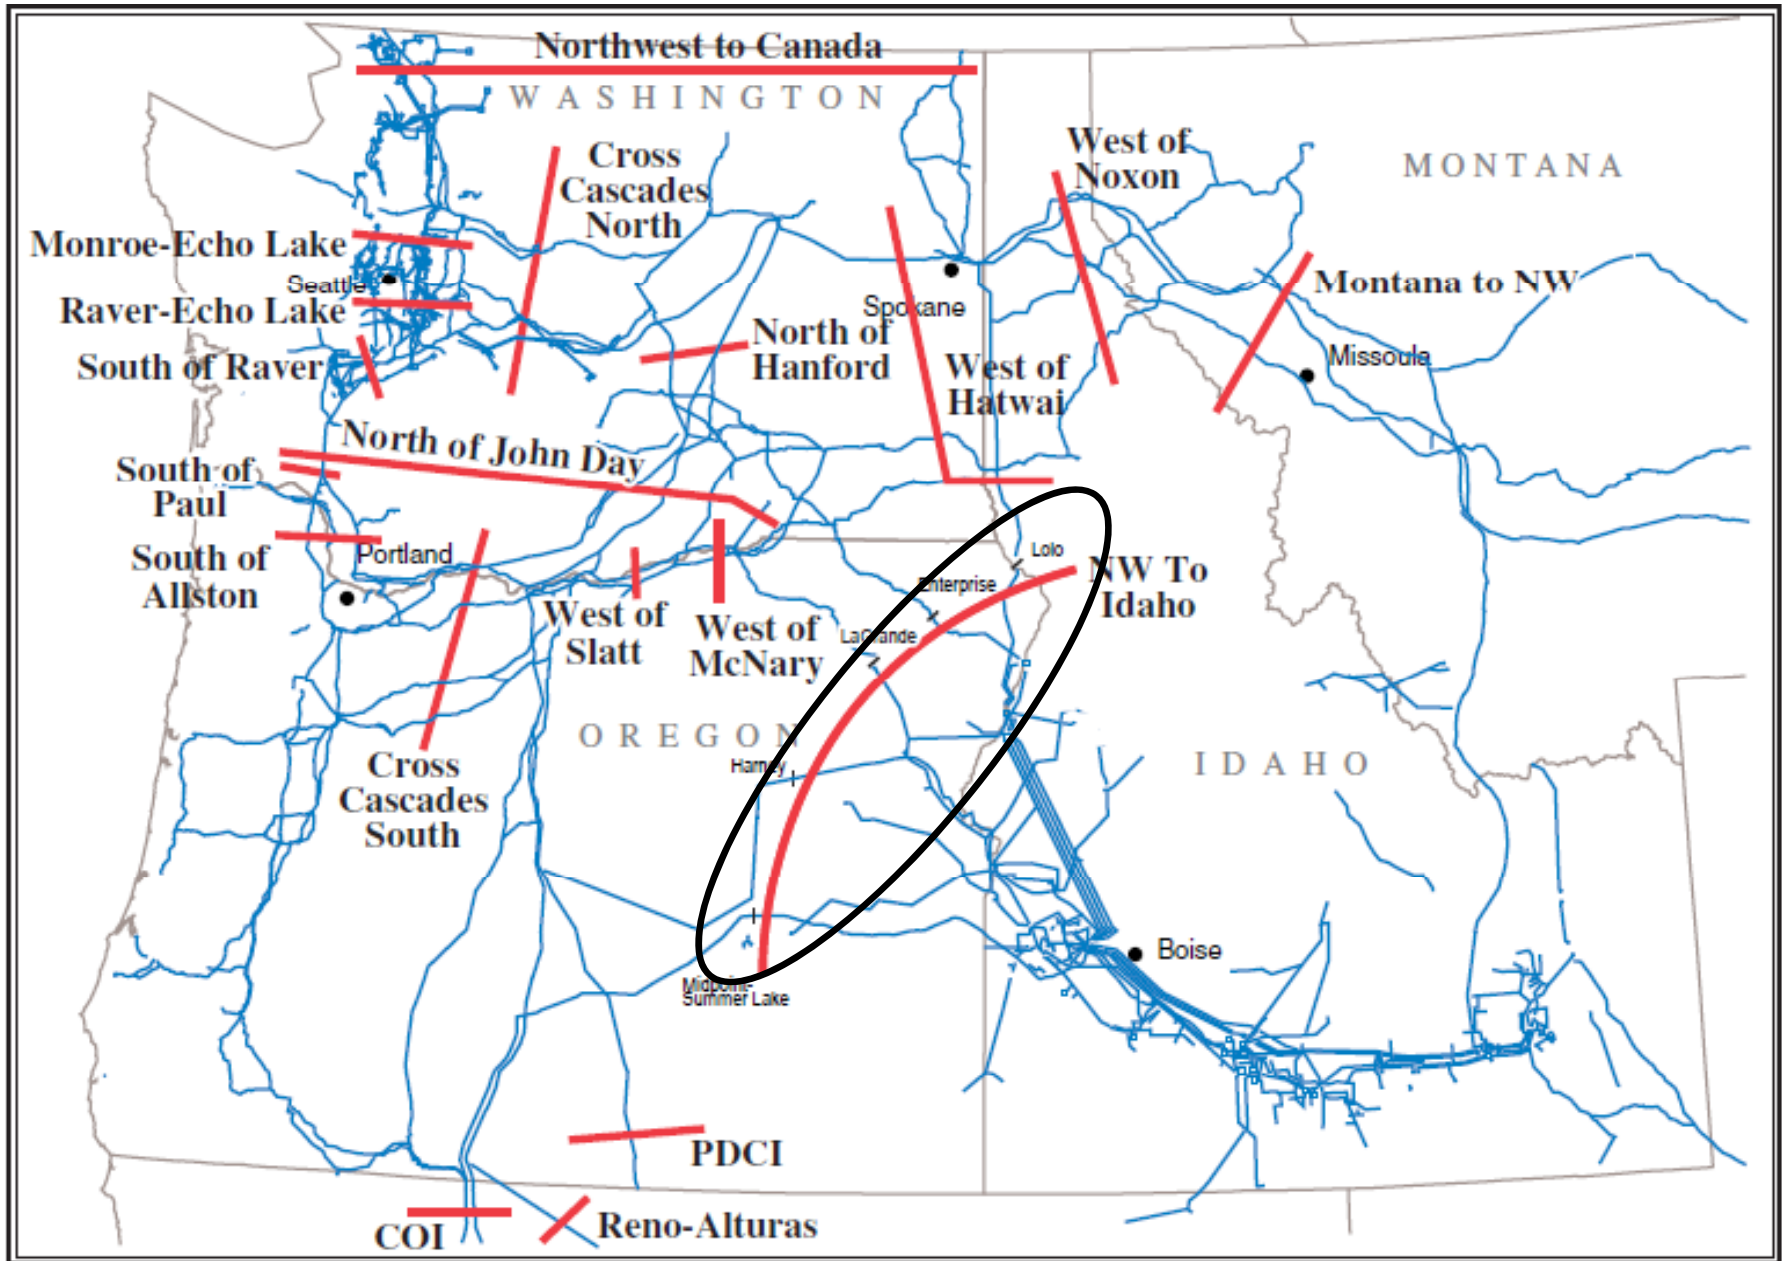 Northwest to Canada
WASHINGTON
West of
Noxon
MONTANA
Cross
Cascades
North
Monroe-Echo Lake
Seattle
Raver-Echo Lake
South of Raver
Spokane
Montana to NW
North of
Hanford
West of
Hatwai
Missoula
North of John Day
South of
Paul
South of
Allston
Portland
West of
Slatt
West of
McNary
Lolo
Enterprise
LaGrande
NW To
Idaho
OREGON
Harney
IDAHO
Cross
Cascades
South
Boise
Midpoint-
Summer Lake
PDCI
COI
Reno-Alturas